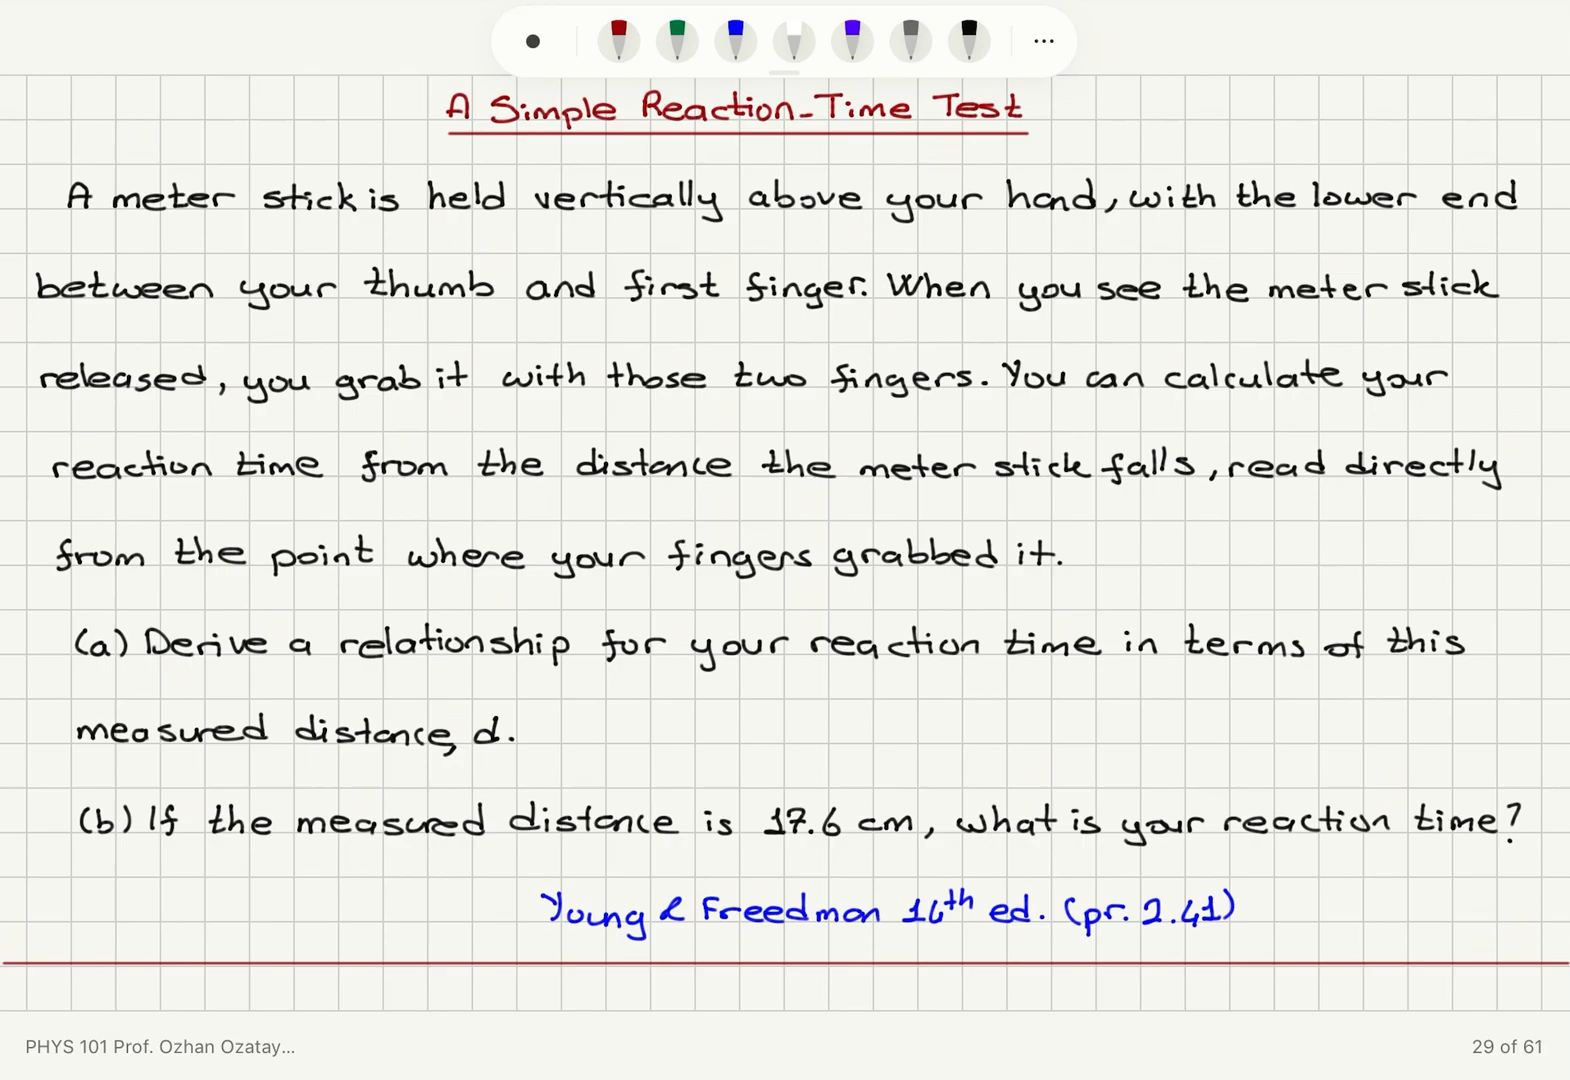 A Simple Reaction-Time Test
A meter stick is held vertically above your hand, with the lower end
between your thumb and first finger. When you see the meter stick
released, you grab it with those two fingers. You can calculate your
reaction time from the distance the meter stick falls, read directly
from the point where your fingers grabbed it.
(a) Derive a relationship for your reaction time in terms of this
measured distance, d.
(b) If the measured distance is 17.6 cm, what is your reaction time?
Young & Freedman 14th ed. (pr. 2.41)
PHYS 101 Prof. Ozhan Ozatay...
29 of 61